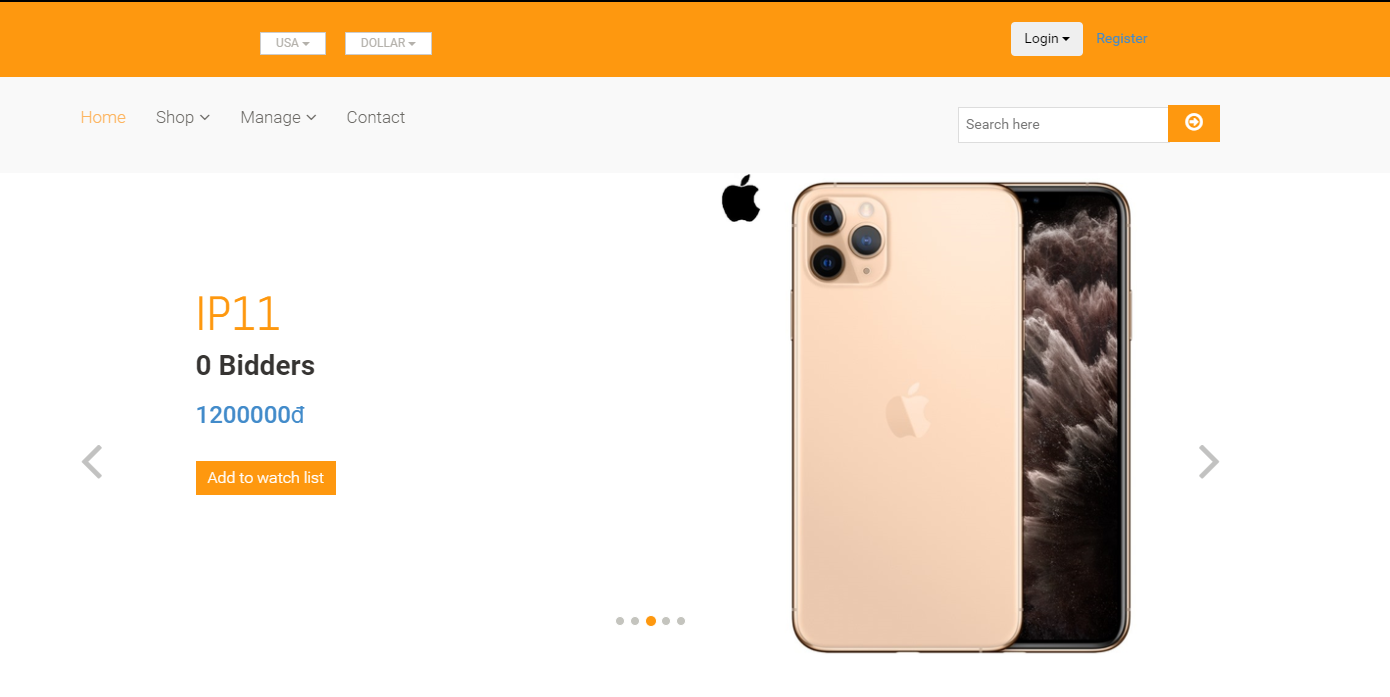 USA
DOLLAR
Login
Register
Home
Shop
Manage
Contact
Search here
IP11
0 Bidders
1200000đ
Add to watch list